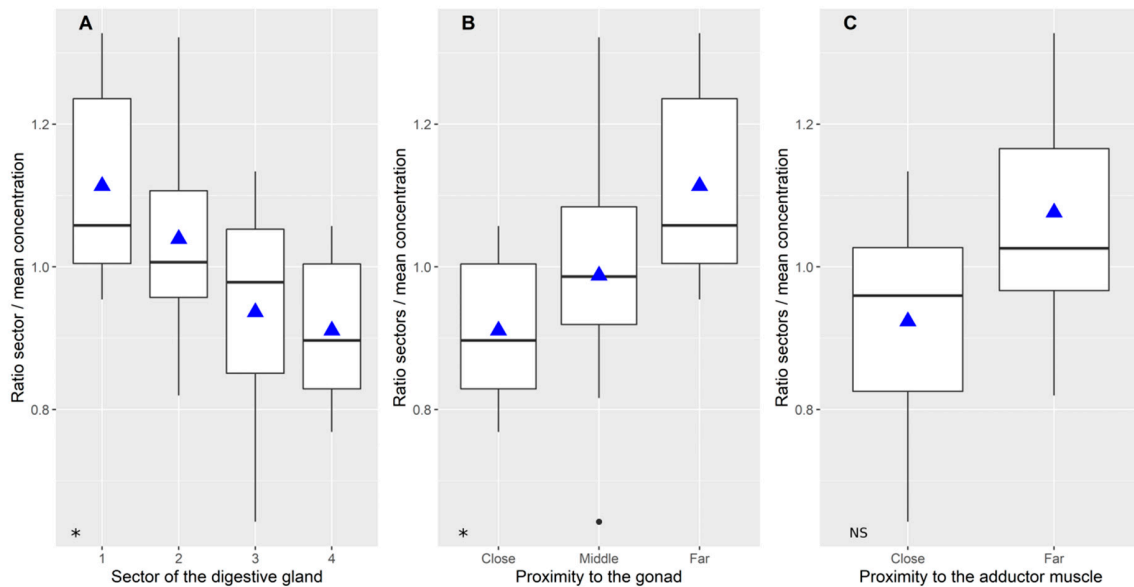 A
Ratio sector / mean concentration
1.2
1.0
0.8
*
1 2 3 4
Sector of the digestive gland
B
Ratio sectors / mean concentration
1.2
1.0
0.8
*
Close Middle Far
Proximity to the gonad
C
Ratio sectors / mean concentration
1.2
1.0
0.8
NS
Close Far
Proximity to the adductor muscle